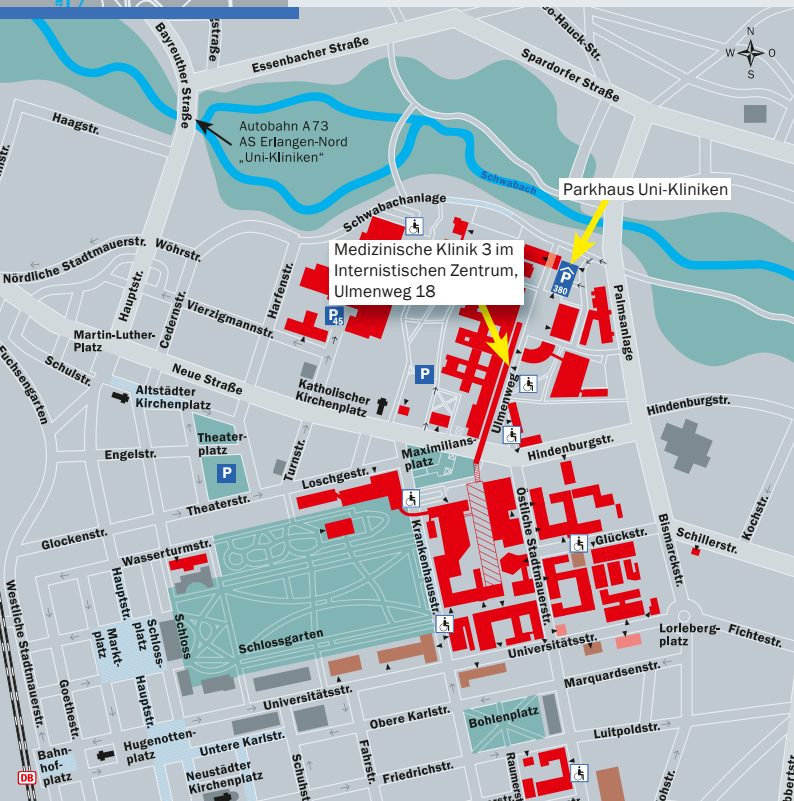 Bayreuther Straße
Essenbacher Straße
Spardorfer Straße
N
W
O
S
Haagstr.
Autobahn A 73
AS Erlangen-Nord
„Uni-Kliniken“
Schwabach
Parkhaus Uni-Kliniken
Schwabachanlage
Medizinische Klinik 3 im
Internistischen Zentrum,
Ulmenweg 18
Nördliche Stadtmauerstr.
Wöhrstr.
Hauptstr.
Cedernstr.
Harfenstr.
Vierzigmannstr.
P
45
P
380
Palmsanlage
Martin-Luther-
Platz
Fuchsengarten
Schulstr.
Neue Straße
Altstädter
Kirchenplatz
Katholischer
Kirchenplatz
P
Ulmenweg
Hindenburgstr.
Engelstr.
Theater-
platz
P
Turnstr.
Maximilians-
platz
Hindenburgstr.
Loschgestr.
Theaterstr.
Glockenstr.
Wasserturmstr.
Krankenhausstr.
Östliche Stadtmauerstr.
Glückstr.
Bismarckstr.
Schillerstr.
Kochstr.
Westliche Stadtmauerstr.
Hauptstr.
Markt-
platz
Schloss-
platz
Schloss
Schlossgarten
Universitätsstr.
Lorleberg-
platz
Fichtestr.
Goethestr.
Hauptstr.
Universitätsstr.
Marquardsenstr.
Obere Karlstr.
Bohlenplatz
Luitpoldstr.
Bahn-
hof-
platz
Hugenotten-
platz
Untere Karlstr.
Neustädter
Kirchenplatz
Fahrstr.
Friedrichstr.
DB